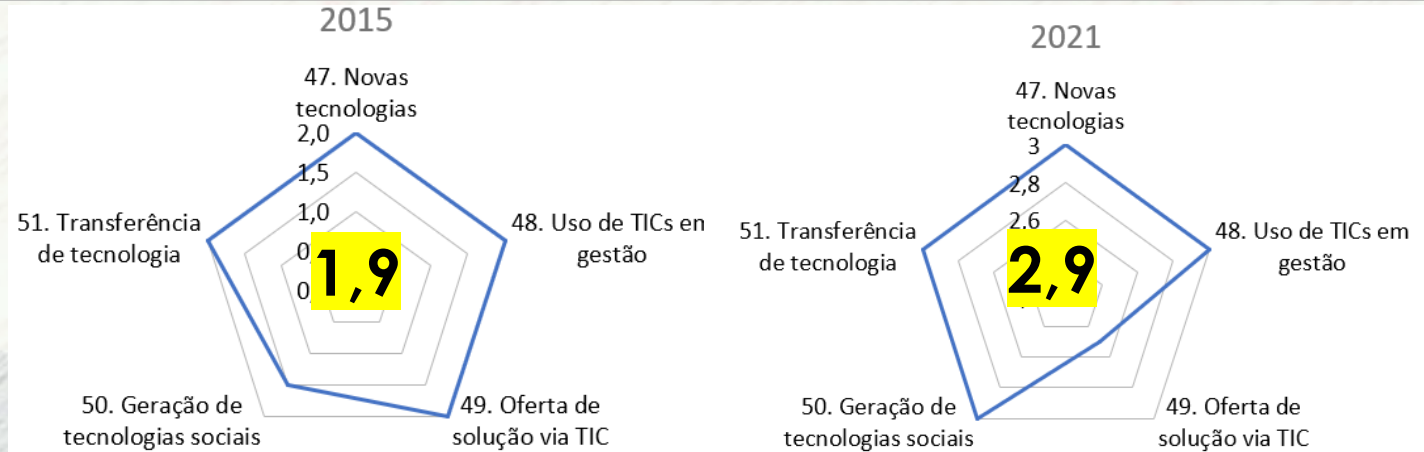 2015
47. Novas
tecnologias
2,0
1,5
1,0
1,9
51. Transferência
de tecnologia
48. Uso de TICs en
gestão
50. Geração de
tecnologias sociais
49. Oferta de
solução via TIC
2021
47. Novas
tecnologias
3
2,8
2,6
2,9
51. Transferência
de tecnologia
48. Uso de TICs em
gestão
50. Geração de
tecnologias sociais
49. Oferta de
solução via TIC